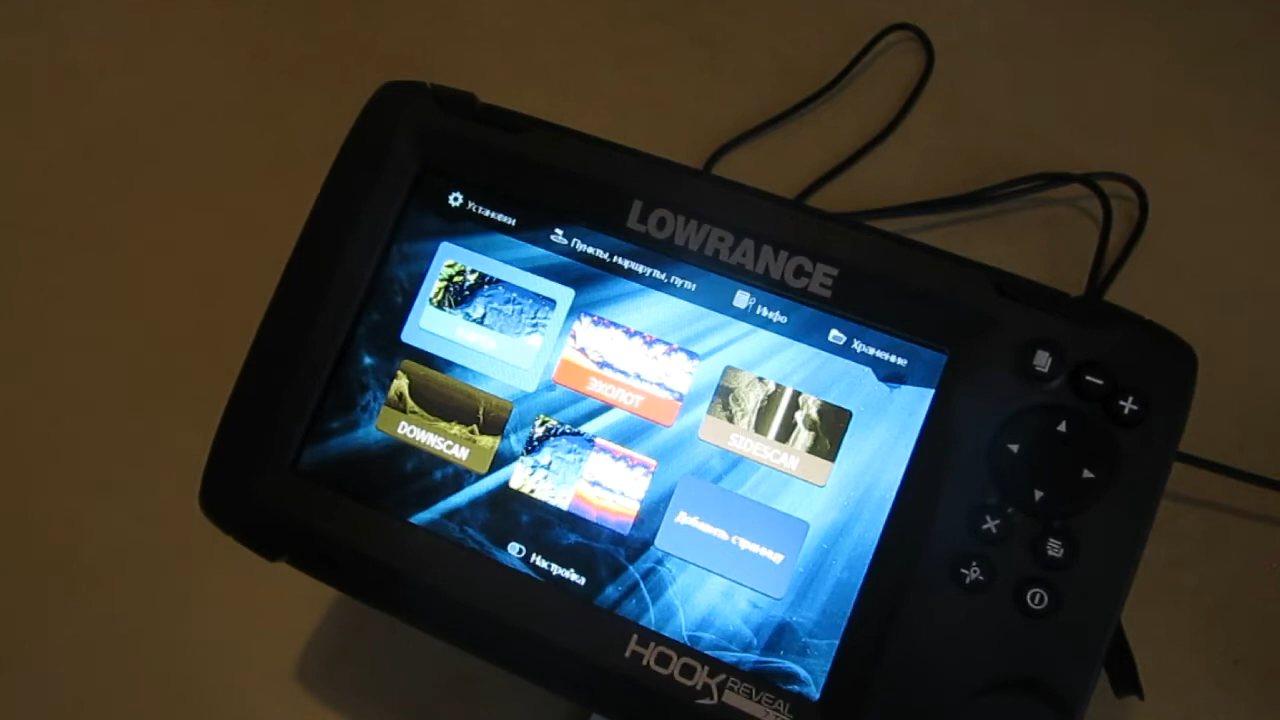 LOWRANCE
Установки
Пункты, маршруты, пути
Инфо
Хранение
ЭХОЛОТ
SIDESCAN
DOWNSCAN
Добавить страницу
Настройка
HOOK
REVEAL